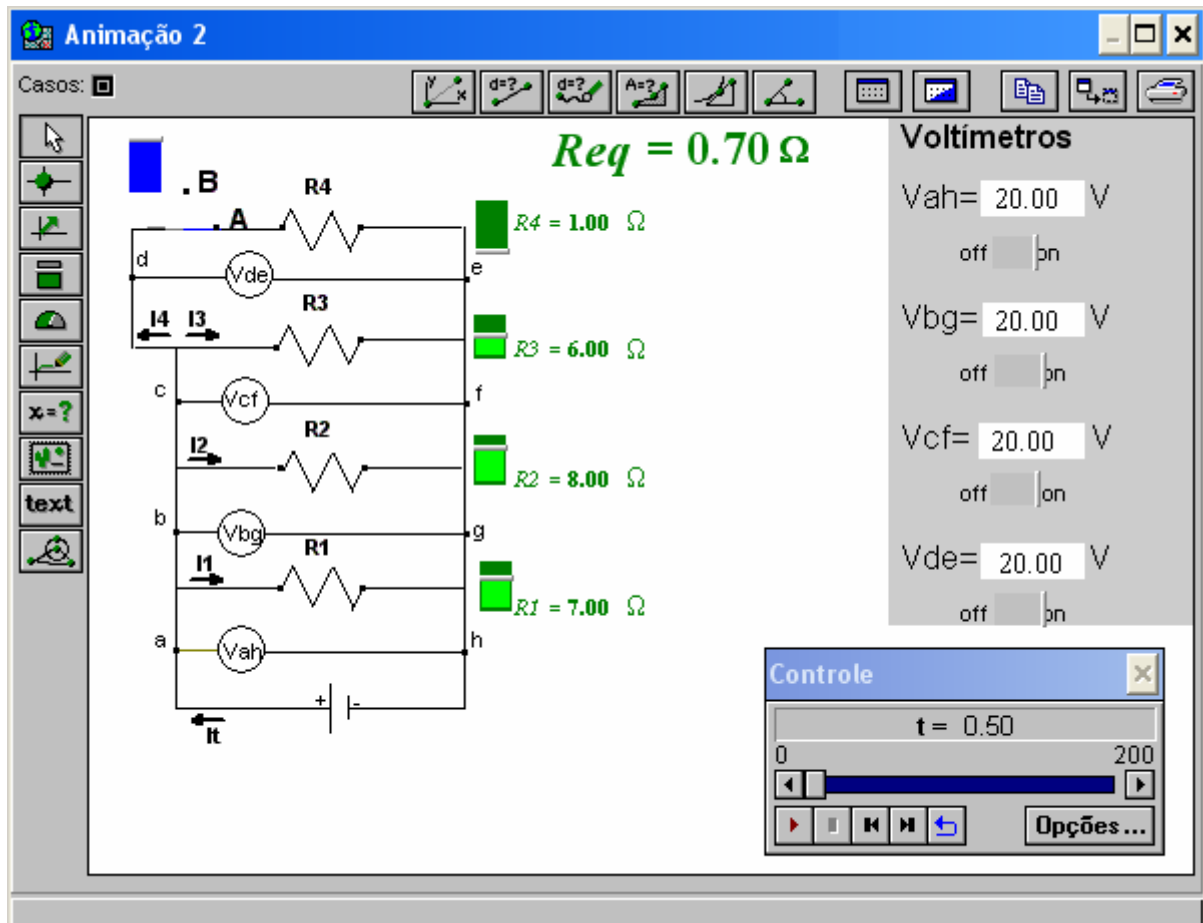 Animação 2
Casos:
y x d=? d=? A=?
x=?
text
Req = 0.70 Ω
.B
.A
R4
R4 = 1.00 Ω
d
Vde
e
R3
I4 I3
R3 = 6.00 Ω
c
Vcf
f
R2
I2
R2 = 8.00 Ω
b
Vbg
g
R1
I1
R1 = 7.00 Ω
a
Vah
h
+ -
It
Voltímetros
Vah= 20.00 V
off on
Vbg= 20.00 V
off on
Vcf= 20.00 V
off on
Vde= 20.00 V
off on
Controle
t = 0.50
0 200
Opções...